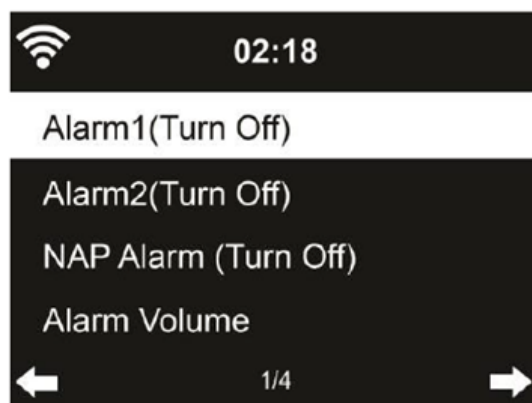 02:18
Alarm1(Turn Off)
Alarm2(Turn Off)
NAP Alarm (Turn Off)
Alarm Volume
1/4